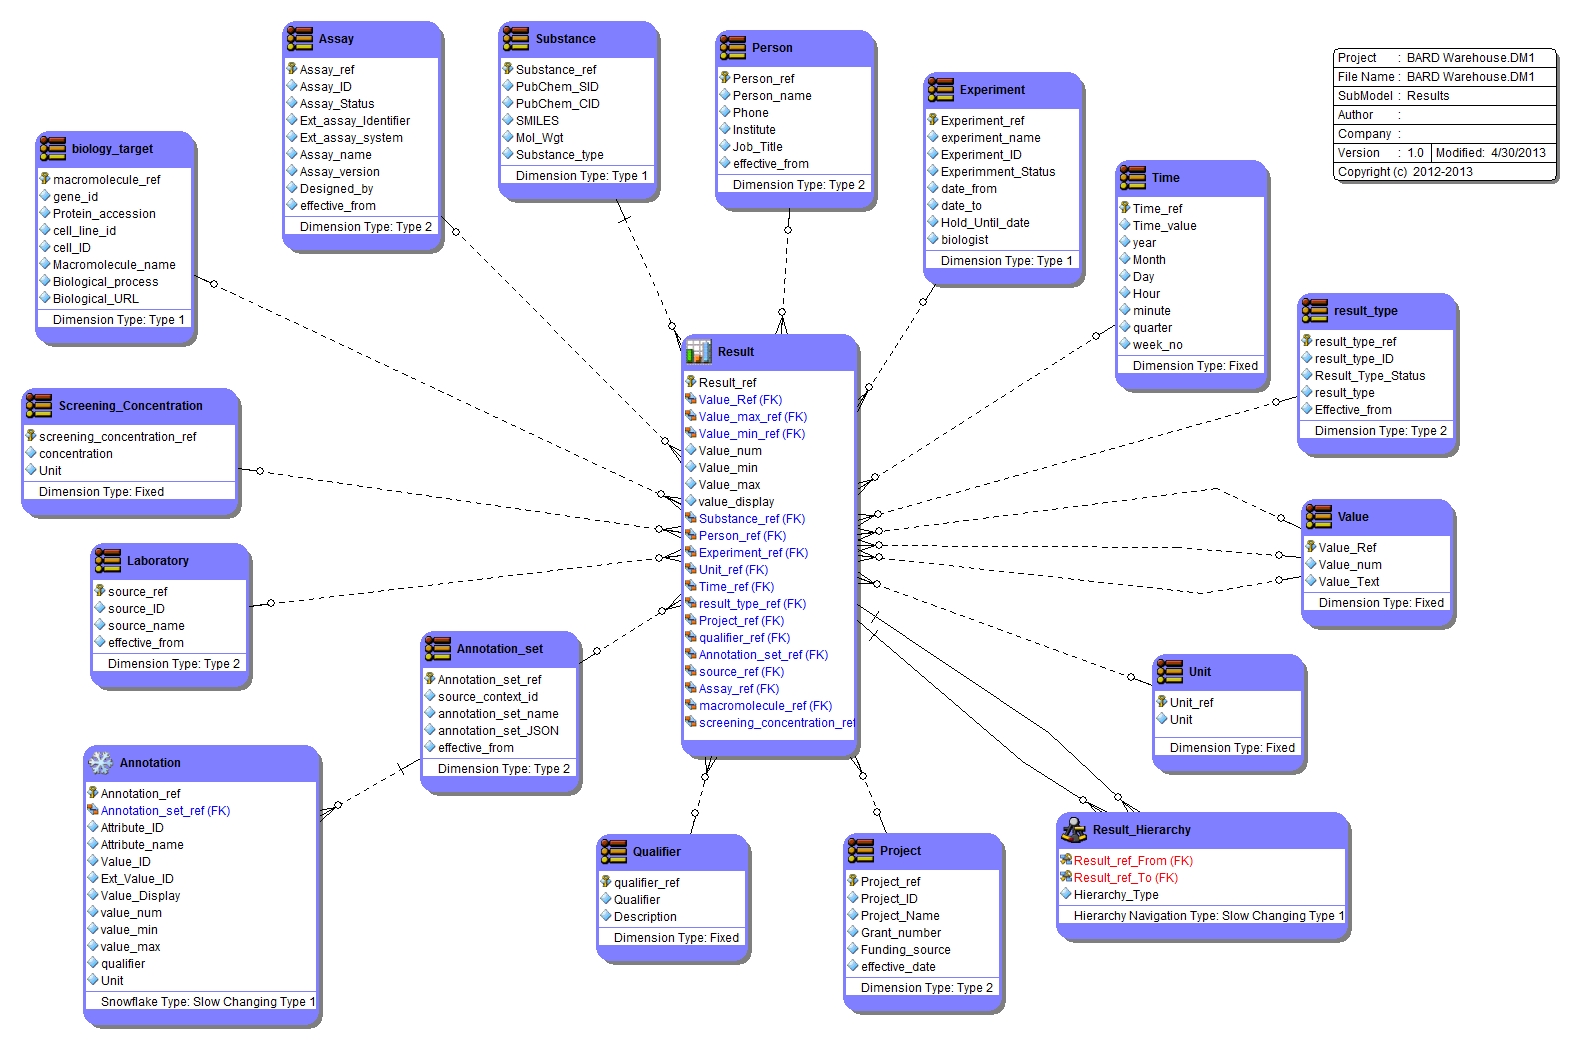 Assay
Assay_ref
Assay_ID
Assay_Status
Ext_assay_Identifier
Ext_assay_system
Assay_name
Assay_version
Designed_by
effective_from
Dimension Type: Type 2
Substance
Substance_ref
PubChem_SID
PubChem_CID
SMILES
Mol_Wgt
Substance_type
Dimension Type: Type 1
Person
Person_ref
Person_name
Phone
Institute
Job_Title
effective_from
Dimension Type: Type 2
Experiment
Experiment_ref
experiment_name
Experiment_ID
Experimment_Status
date_from
date_to
Hold_Until_date
biologist
Dimension Type: Type 1
Project : BARD Warehouse.DM1
File Name : BARD Warehouse.DM1
SubModel : Results
Author :
Company :
Version : 1.0 Modified: 4/30/2013
Copyright (c) 2012-2013
biology_target
macromolecule_ref
gene_id
Protein_accession
cell_line_id
cell_ID
Macromolecule_name
Biological_process
Biological_URL
Dimension Type: Type 1
Time
Time_ref
Time_value
year
Month
Day
Hour
minute
quarter
week_no
Dimension Type: Fixed
result_type
result_type_ref
result_type_ID
Result_Type_Status
result_type
Effective_from
Dimension Type: Type 2
Result
Result_ref
Value_Ref (FK)
Value_max_ref (FK)
Value_min_ref (FK)
Value_num
Value_min
Value_max
value_display
Substance_ref (FK)
Person_ref (FK)
Experiment_ref (FK)
Unit_ref (FK)
Time_ref (FK)
result_type_ref (FK)
Project_ref (FK)
qualifier_ref (FK)
Annotation_set_ref (FK)
source_ref (FK)
Assay_ref (FK)
macromolecule_ref (FK)
screening_concentration_ref
Screening_Concentration
screening_concentration_ref
concentration
Unit
Dimension Type: Fixed
Value
Value_Ref
Value_num
Value_Text
Dimension Type: Fixed
Laboratory
source_ref
source_ID
source_name
effective_from
Dimension Type: Type 2
Annotation_set
Annotation_set_ref
source_context_id
annotation_set_name
annotation_set_JSON
effective_from
Dimension Type: Type 2
Unit
Unit_ref
Unit
Dimension Type: Fixed
Annotation
Annotation_ref
Annotation_set_ref (FK)
Attribute_ID
Attribute_name
Value_ID
Ext_Value_ID
Value_Display
value_num
value_min
value_max
qualifier
Unit
Snowflake Type: Slow Changing Type 1
Qualifier
qualifier_ref
Qualifier
Description
Dimension Type: Fixed
Project
Project_ref
Project_ID
Project_Name
Grant_number
Funding_source
effective_date
Dimension Type: Type 2
Result_Hierarchy
Result_ref_From (FK)
Result_ref_To (FK)
Hierarchy_Type
Hierarchy Navigation Type: Slow Changing Type 1